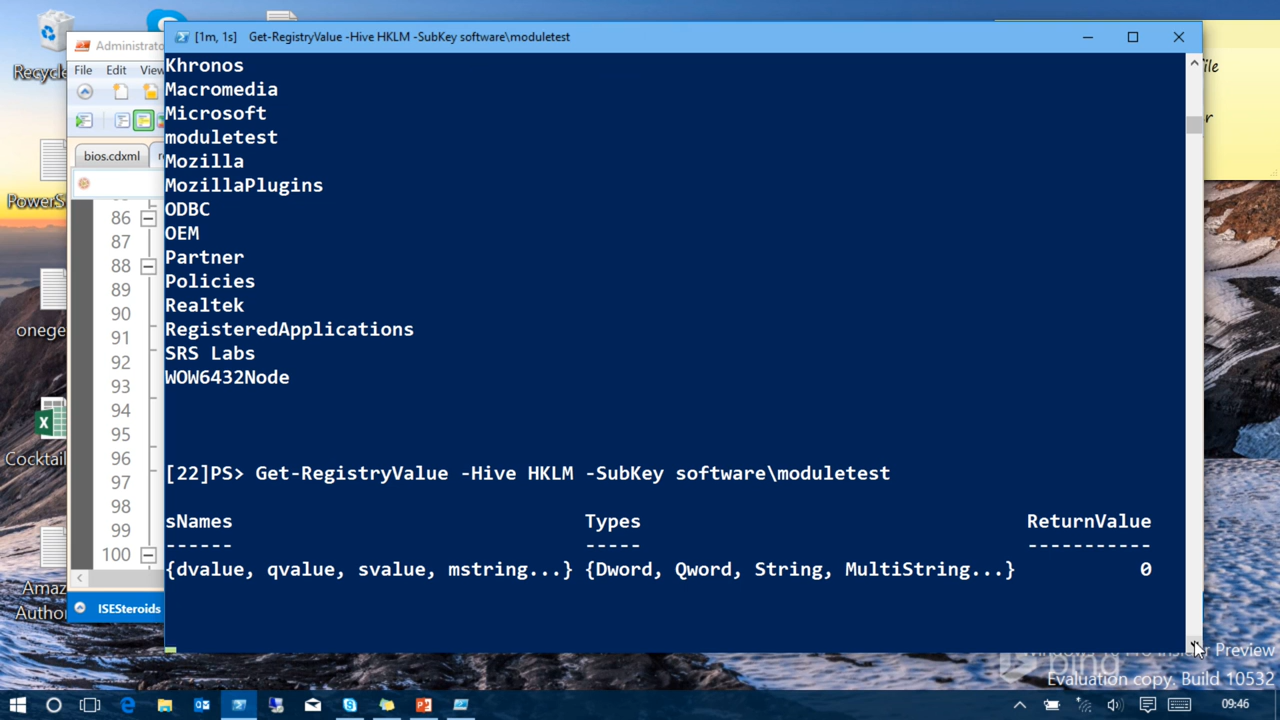 [1m, 1s] Get-RegistryValue -Hive HKLM -SubKey software\moduletest
Administrato
Recycle
File Edit View
ile
r
bios.cdxml
PowerS
86
87
88
89
90
91
92
93
94
95
96
97
98
99
100
onege
Cocktail
Amaz
Autho
ISESteroids
Khronos
Macromedia
Microsoft
moduletest
Mozilla
MozillaPlugins
ODBC
OEM
Partner
Policies
Realtek
RegisteredApplications
SRS Labs
WOW6432Node
[22]PS> Get-RegistryValue -Hive HKLM -SubKey software\moduletest
sNames Types ReturnValue
------ ----- -----------
{dvalue, qvalue, svalue, mstring...} {Dword, Qword, String, MultiString...} 0
Preview
Evaluation copy. Build 10532
09:46